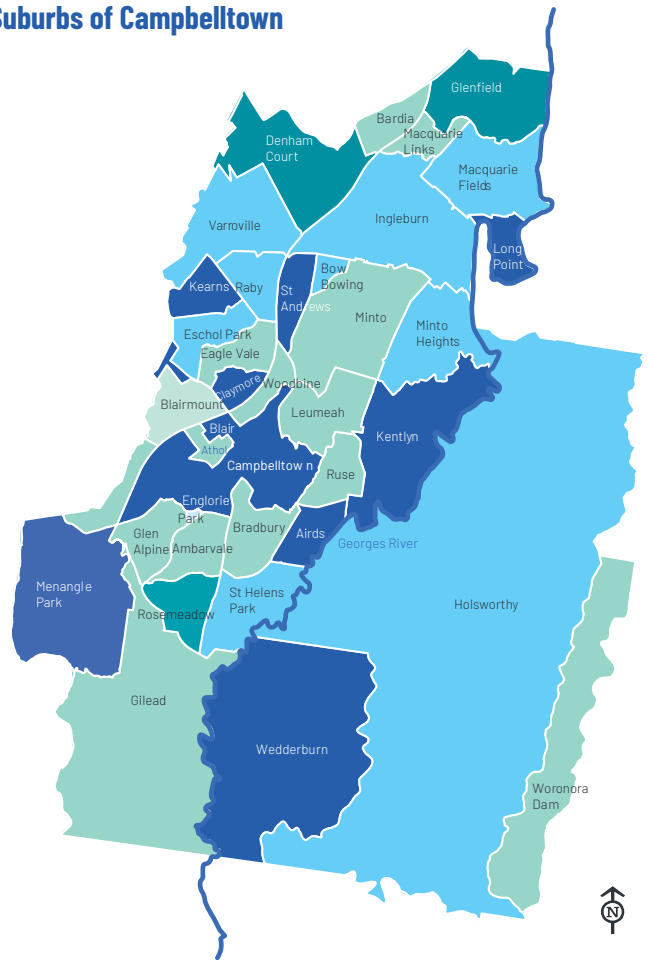 Suburbs of Campbelltown
Glenfield
Bardia
Macquarie
Links
Denham
Court
Macquarie
Fields
Varroville
Ingleburn
Long
Point
Kearns
Raby
St
Andrews
Bow
Bowing
Minto
Minto
Heights
Eschol Park
Eagle Vale
Claymore
Woodbine
Blairmount
Leumeah
Blair
Athol
Kentlyn
Campbelltown
Ruse
Englorie
Park
Glen
Alpine
Ambarvale
Bradbury
Airds
Georges River
Menangle
Park
Rosemeadow
St Helens
Park
Holsworthy
Gilead
Wedderburn
Woronora
Dam
N